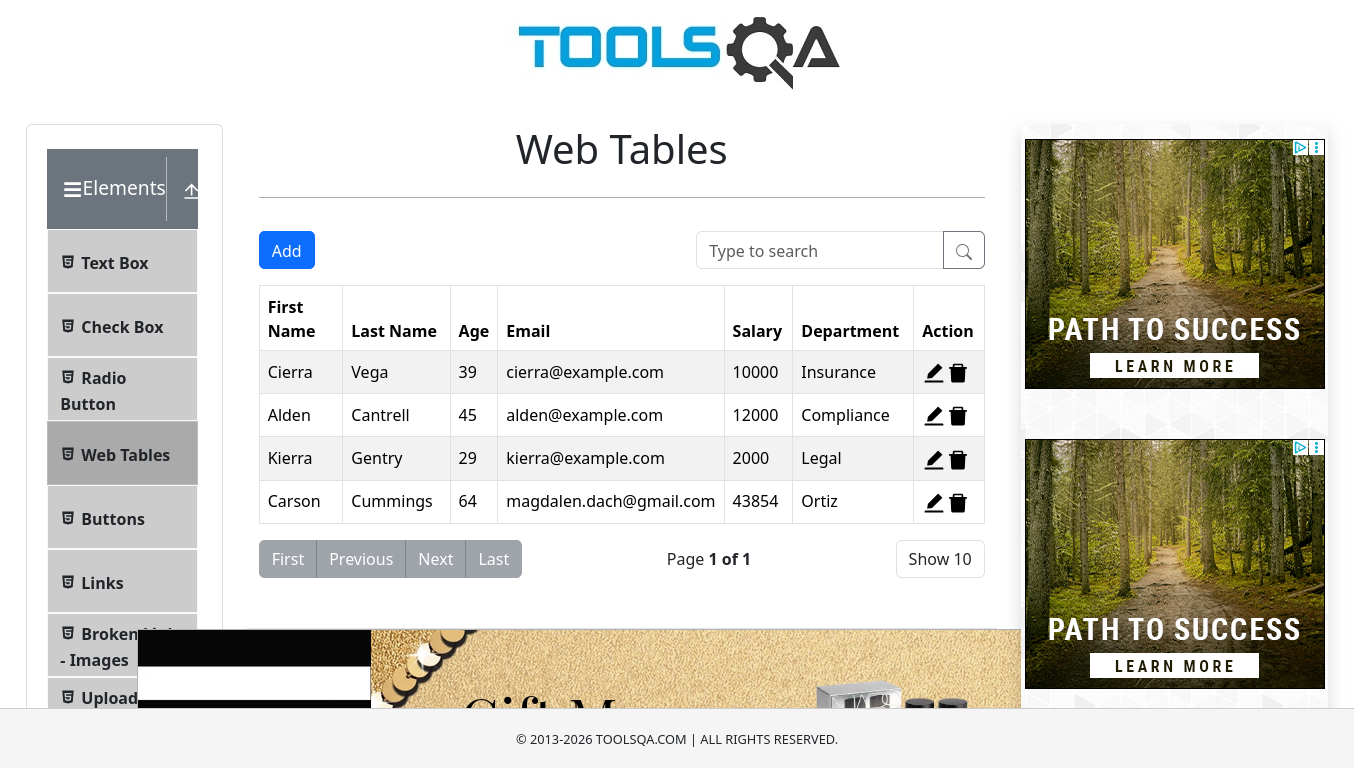 TOOLSQA
Web Tables
Elements
Text Box
Check Box
Radio
Button
Web Tables
Buttons
Links
- Images
Upload
Add
Type to search
First Name Last Name Age Email Salary Department Action
Cierra Vega 39 cierra@example.com 10000 Insurance
Alden Cantrell 45 alden@example.com 12000 Compliance
Kierra Gentry 29 kierra@example.com 2000 Legal
Carson Cummings 64 magdalen.dach@gmail.com 43854 Ortiz
First Previous Next Last
Page 1 of 1
Show 10
PATH TO SUCCESS
LEARN MORE
PATH TO SUCCESS
LEARN MORE
© 2013-2026 TOOLSQA.COM | ALL RIGHTS RESERVED.